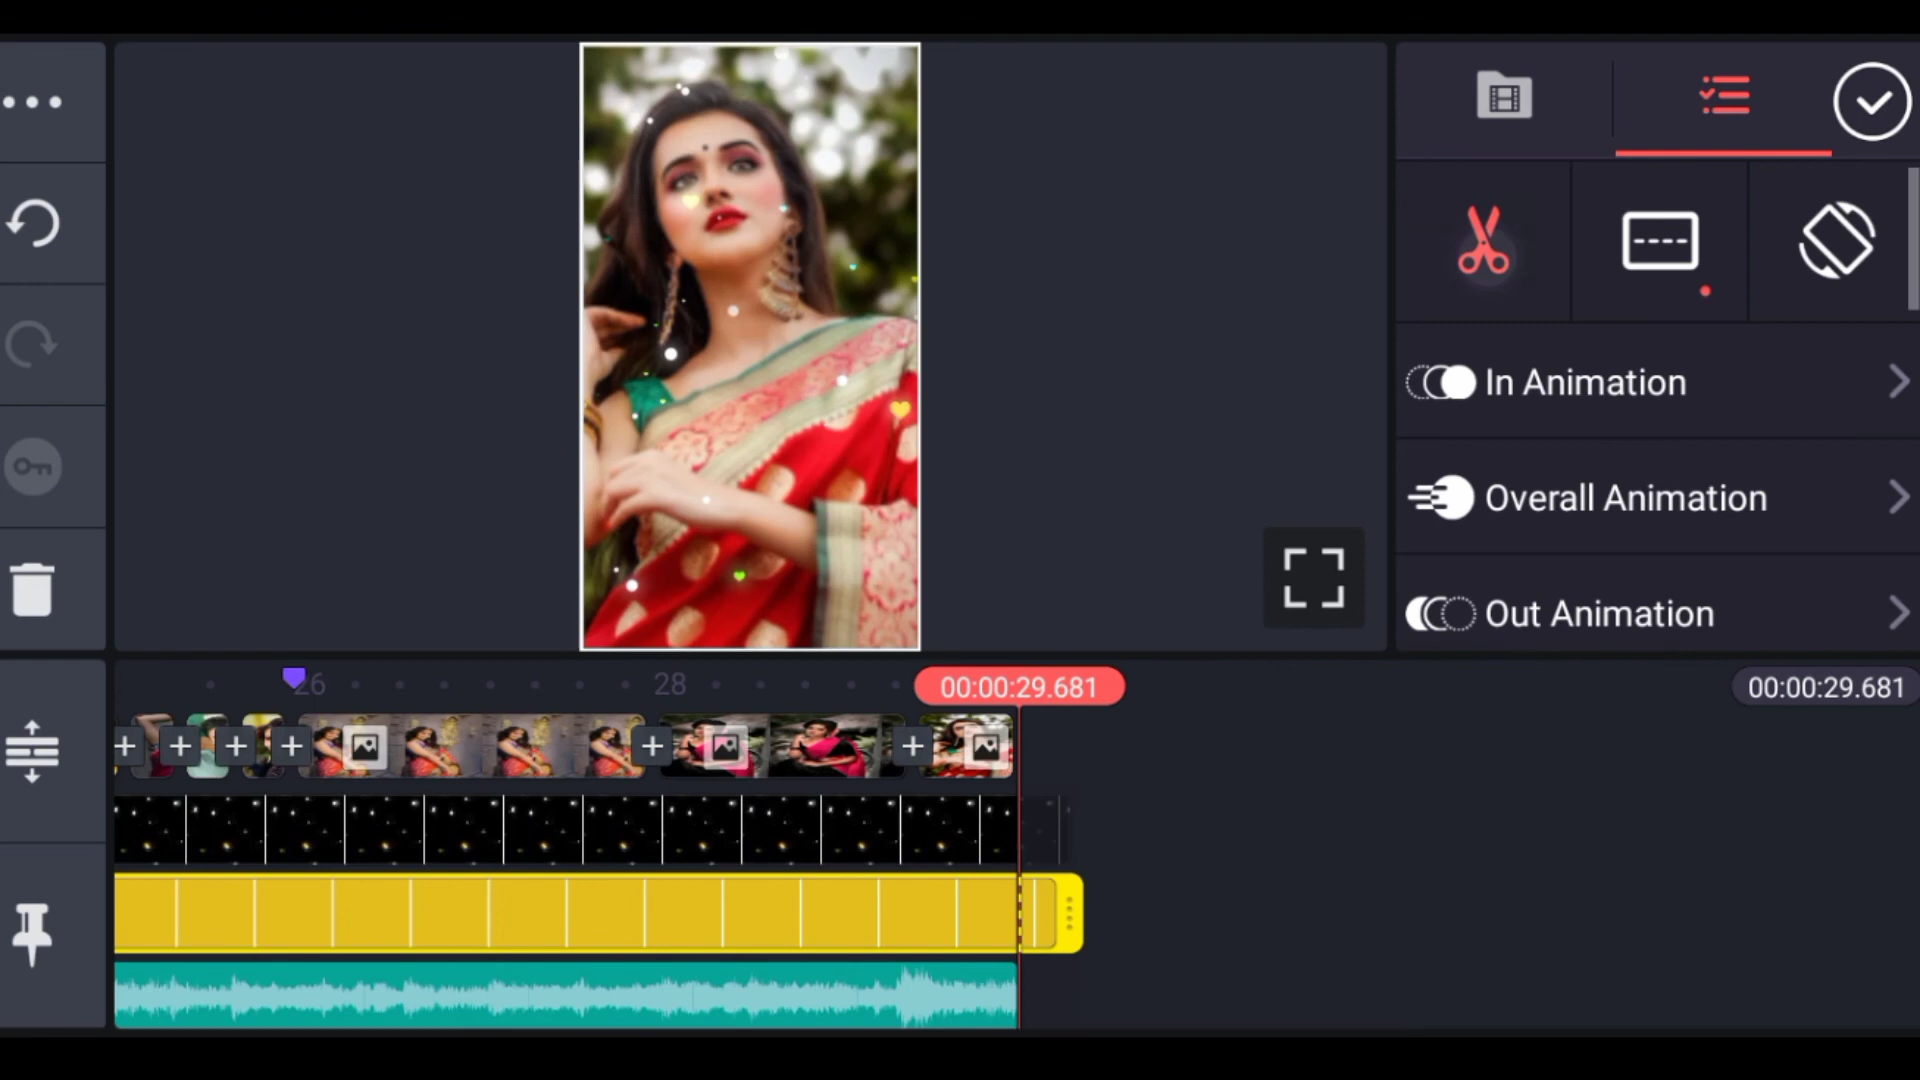 In Animation
Overall Animation
Out Animation
26
28
00:00:29.681
00:00:29.681